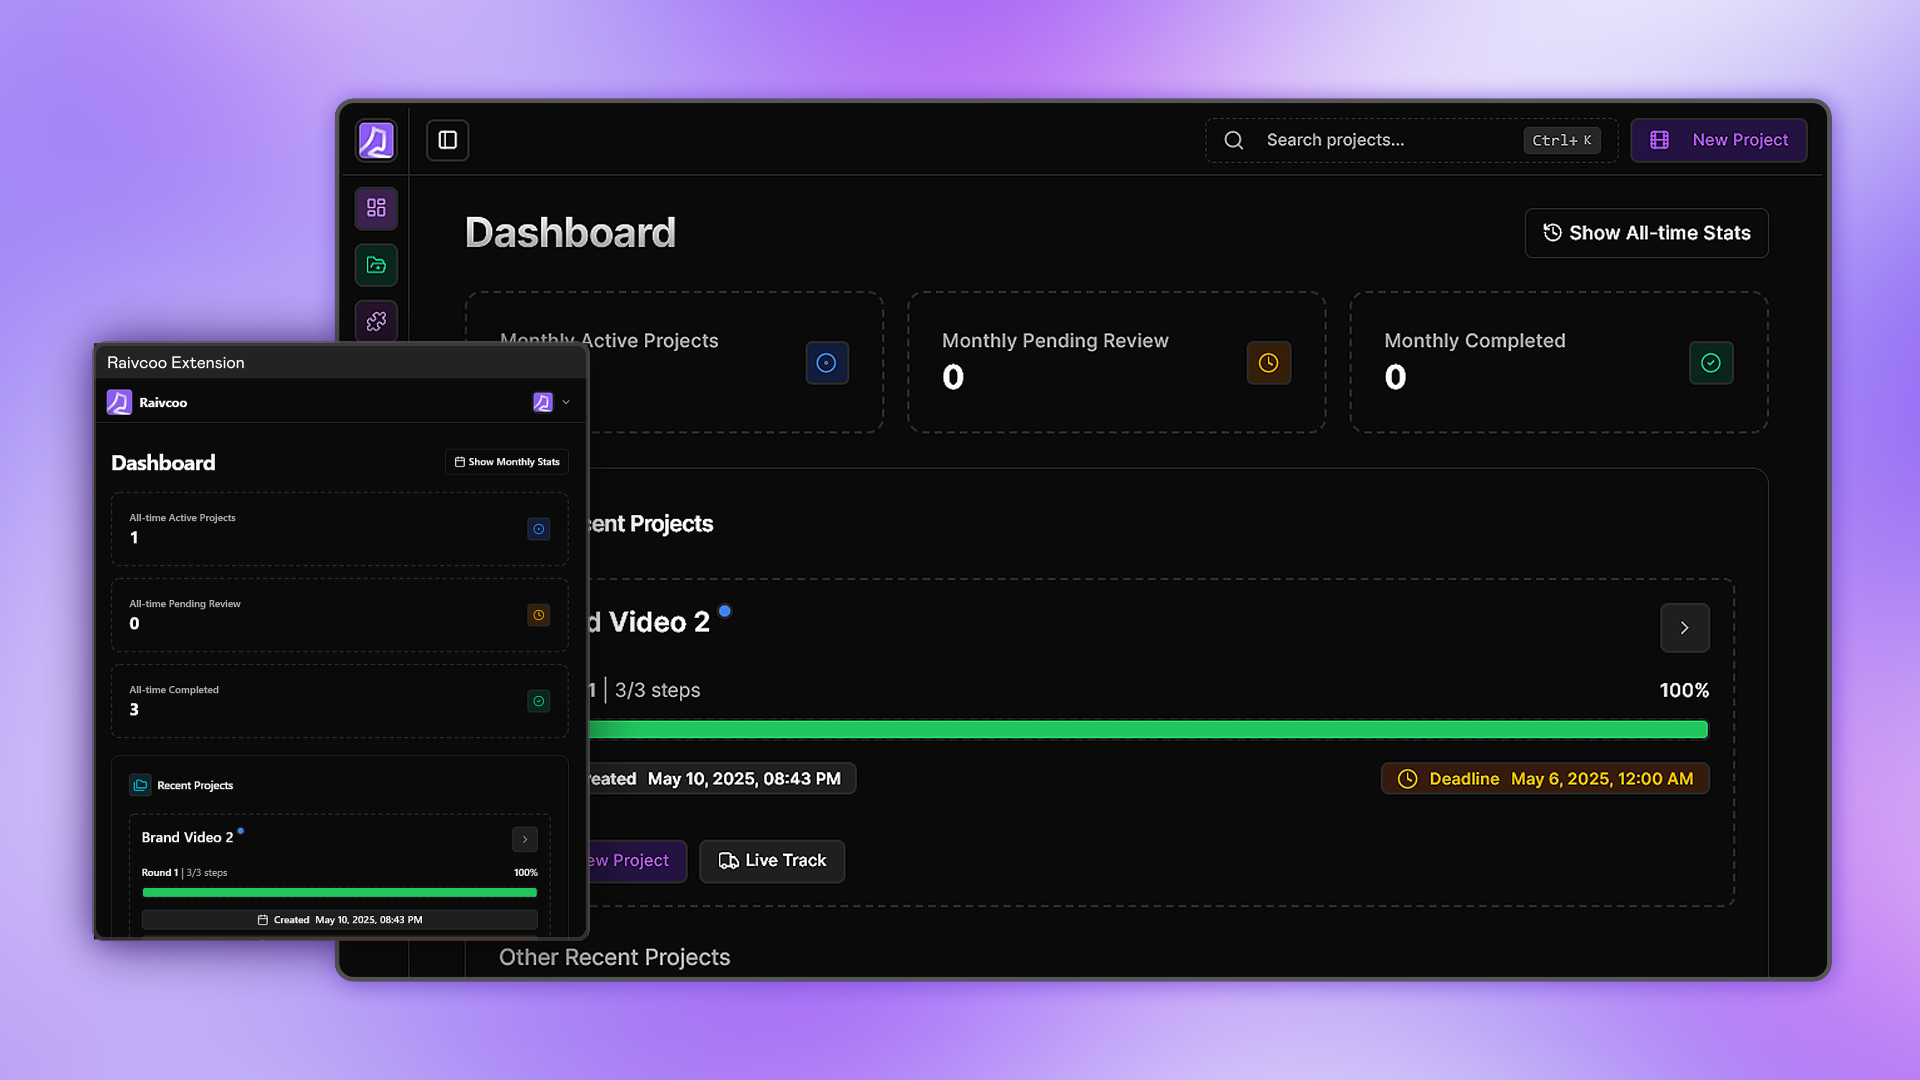 Search projects...
Ctrl+ K
New Project
Dashboard
Show All-time Stats
Monthly Active Projects
Monthly Pending Review
0
Monthly Completed
0
cent Projects
d Video 2
1 | 3/3 steps
100%
reated May 10, 2025, 08:43 PM
Deadline May 6, 2025, 12:00 AM
ew Project
Live Track
Other Recent Projects
Raivcoo Extension
Raivcoo
Dashboard
Show Monthly Stats
All-time Active Projects
1
All-time Pending Review
0
All-time Completed
3
Recent Projects
Brand Video 2
Round 1 | 3/3 steps
100%
Created May 10, 2025, 08:43 PM